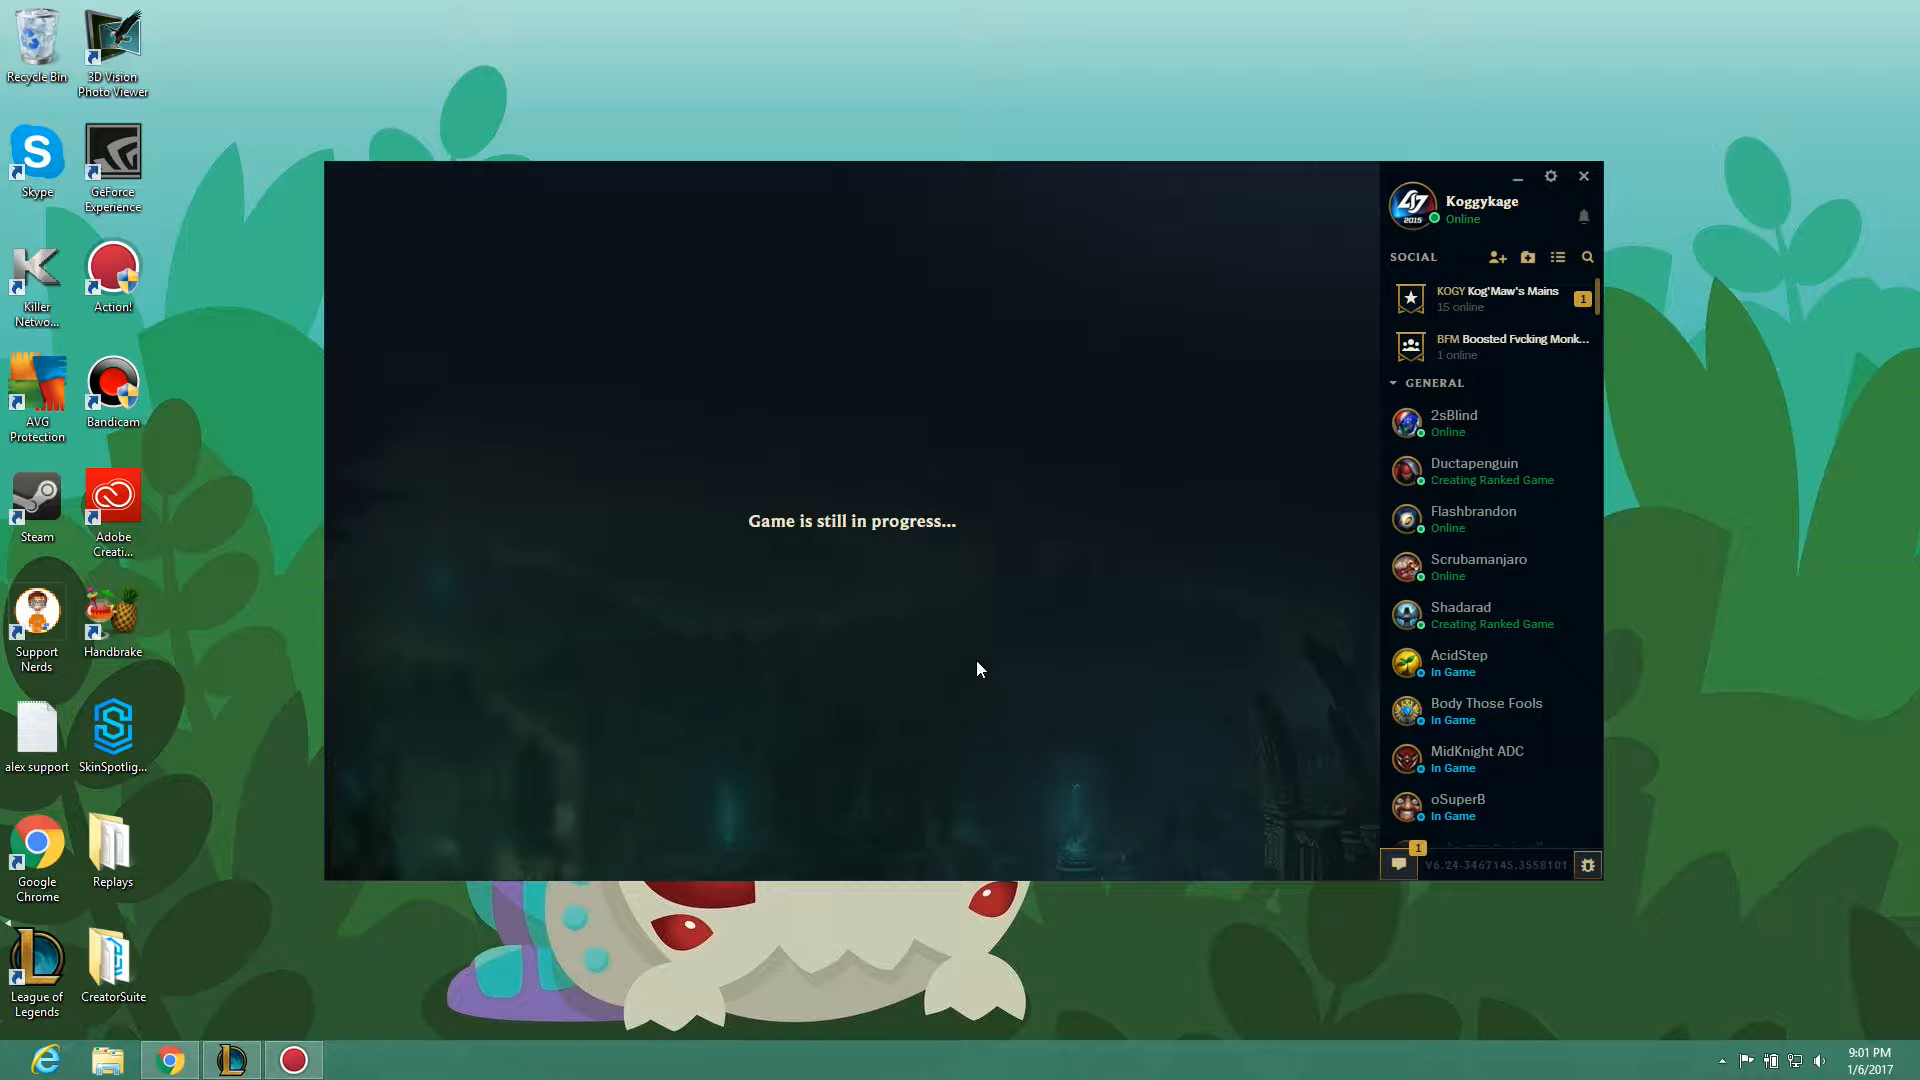 Recycle Bin
3D Vision
Photo Viewer
Skype
GeForce
Experience
Killer
Netwo...
Action!
AVG
Protection
Bandicam
Steam
Adobe
Creati...
Support
Nerds
Handbrake
alex support
SkinSpotlig...
Google
Chrome
Replays
League of
Legends
CreatorSuite
Game is still in progress...
2015
Koggykage
Online
SOCIAL
KOGY Kog'Maw's Mains
15 online
1
BFM Boosted Fvcking Monk...
1 online
GENERAL
2sBlind
Online
Ductapenguin
Creating Ranked Game
Flashbrandon
Online
Scrubamanjaro
Online
Shadarad
Creating Ranked Game
AcidStep
In Game
Body Those Fools
In Game
MidKnight ADC
In Game
oSuperB
In Game
1
V6.24-3467145.3558101
9:01 PM
1/6/2017